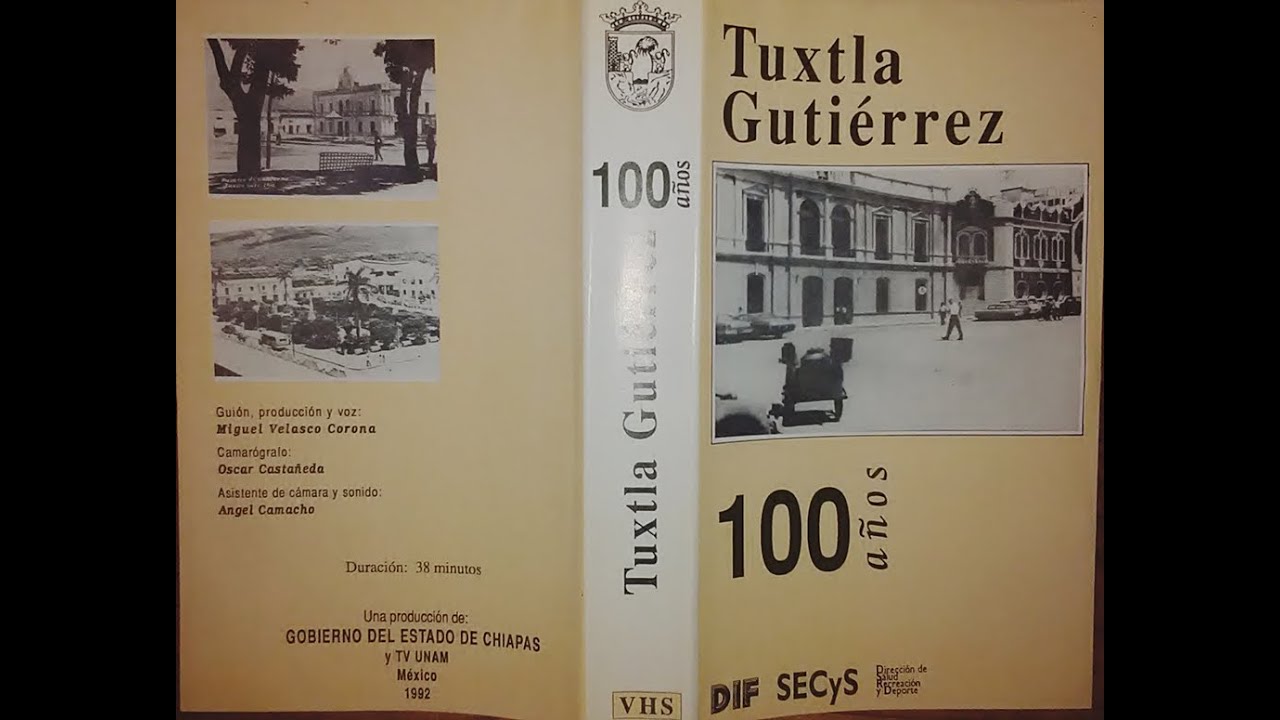 Guión, producción y voz:
Miguel Velasco Corona
Camarógrafo:
Oscar Castañeda
Asistente de cámara y sonido:
Angel Camacho
Duración: 38 minutos
Una producción de:
GOBIERNO DEL ESTADO DE CHIAPAS
y TV UNAM
México
1992
100 años
Tuxtla Gutiérrez
VHS
Tuxtla
Gutiérrez
100 años
DIF SECyS
Dirección de
Salud
Recreación
y Deporte